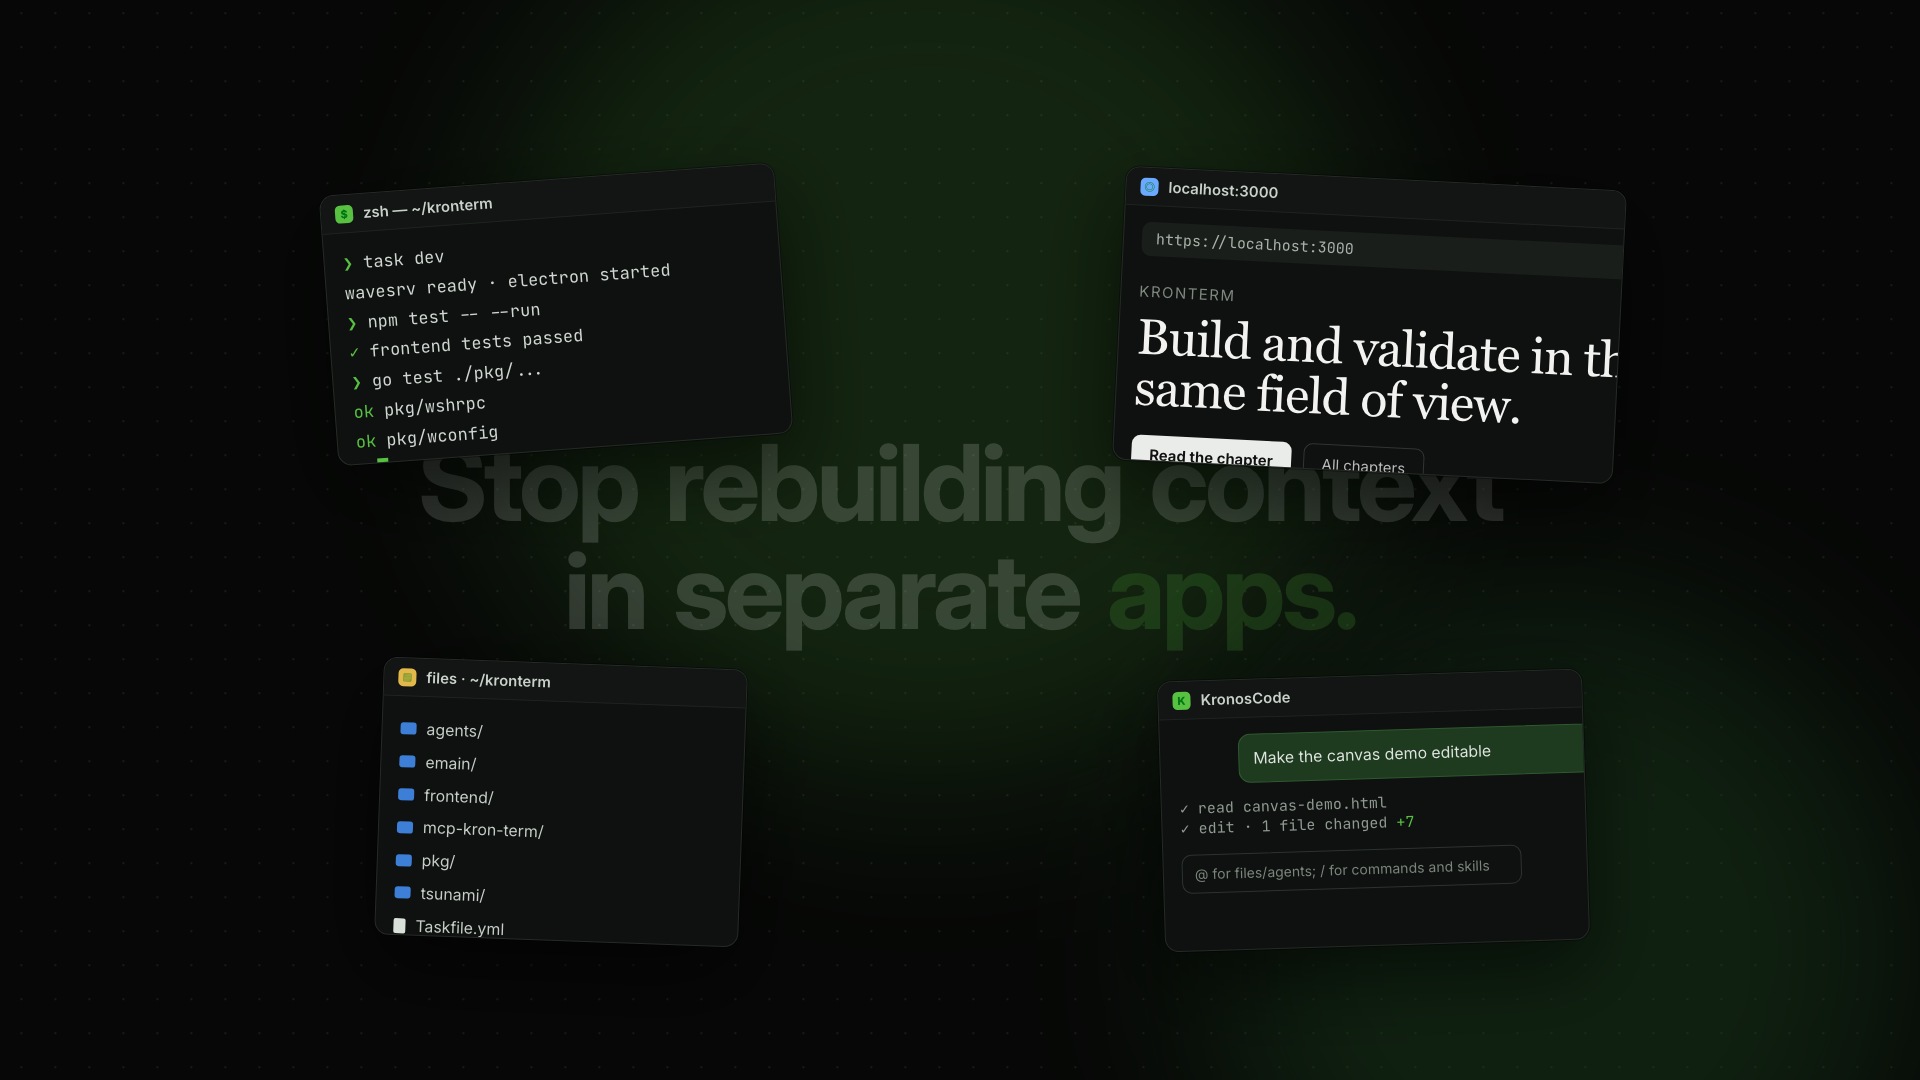 $ zsh — ~/kronterm
❯ task dev
wavesrv ready · electron started
❯ npm test -- --run
✓ frontend tests passed
❯ go test ./pkg/...
ok pkg/wshrpc
ok pkg/wconfig
localhost:3000
https://localhost:3000
KRONTERM
Build and validate in th
same field of view.
Read the chapter
All chapters
Stop rebuilding context
in separate apps.
files · ~/kronterm
agents/
emain/
frontend/
mcp-kron-term/
pkg/
tsunami/
Taskfile.yml
K KronosCode
Make the canvas demo editable
✓ read canvas-demo.html
✓ edit · 1 file changed +7
@ for files/agents; / for commands and skills